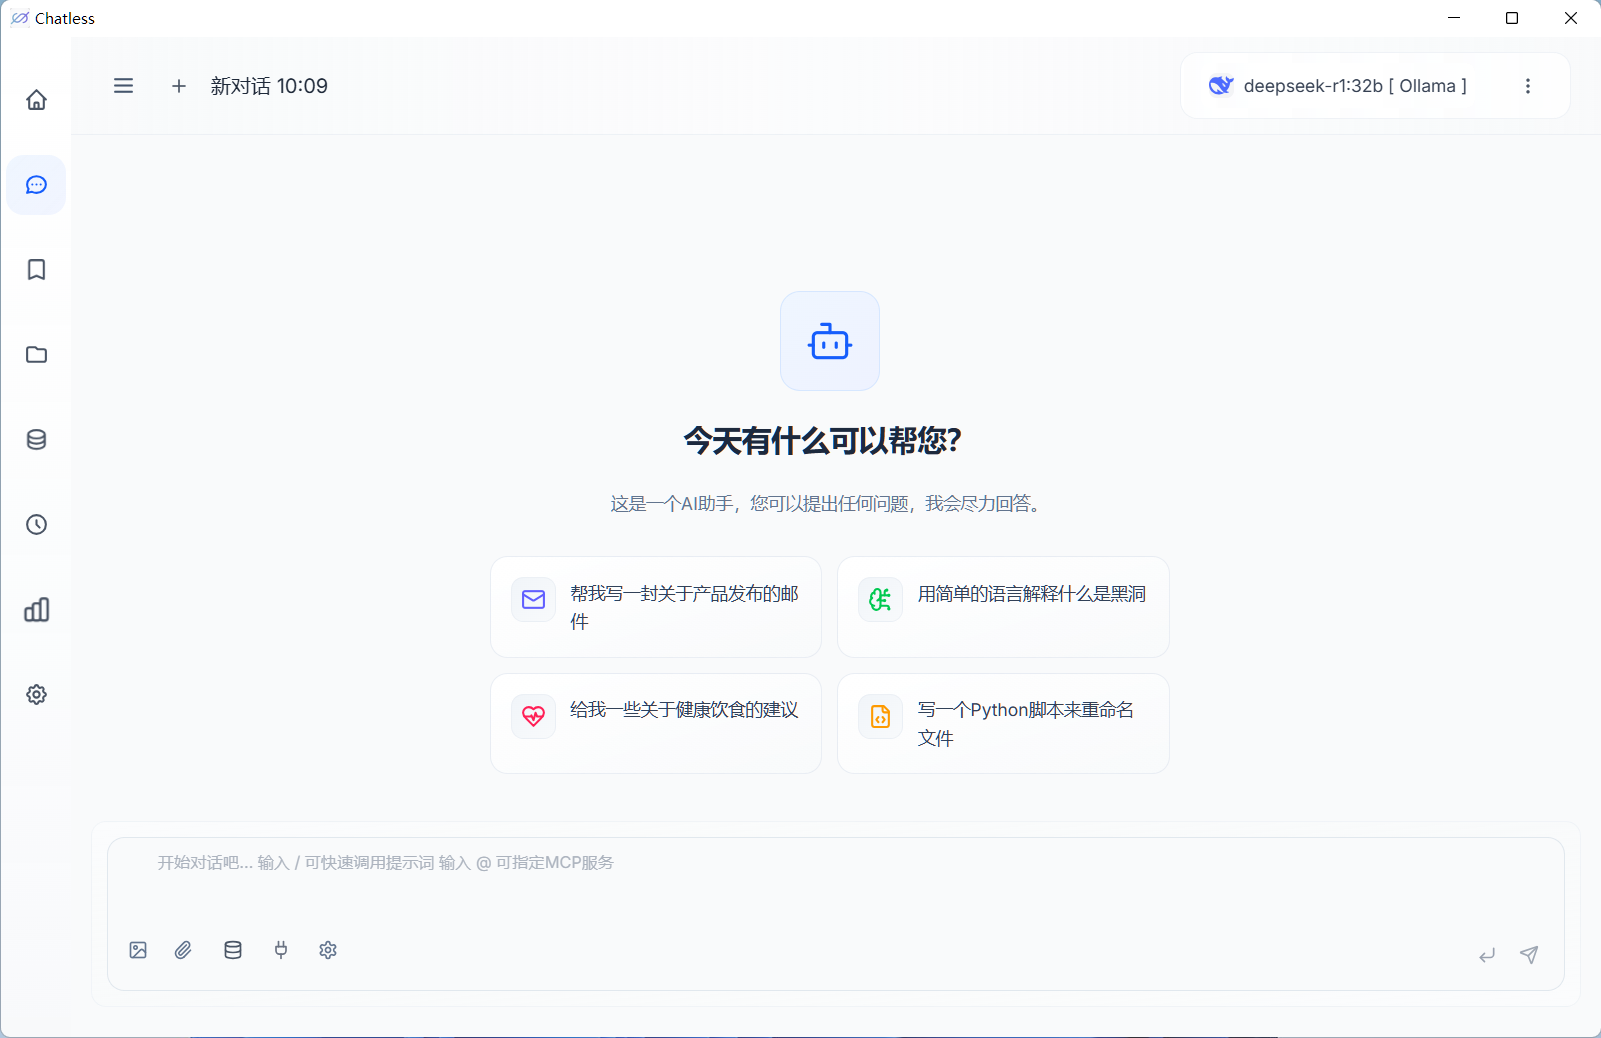 Chatless
新对话 10:09
deepseek-r1:32b [ Ollama ]
今天有什么可以帮您?
这是一个AI助手，您可以提出任何问题，我会尽力回答。
帮我写一封关于产品发布的邮
件
用简单的语言解释什么是黑洞
给我一些关于健康饮食的建议
写一个Python脚本来重命名
文件
开始对话吧... 输入 / 可快速调用提示词 输入 @ 可指定MCP服务